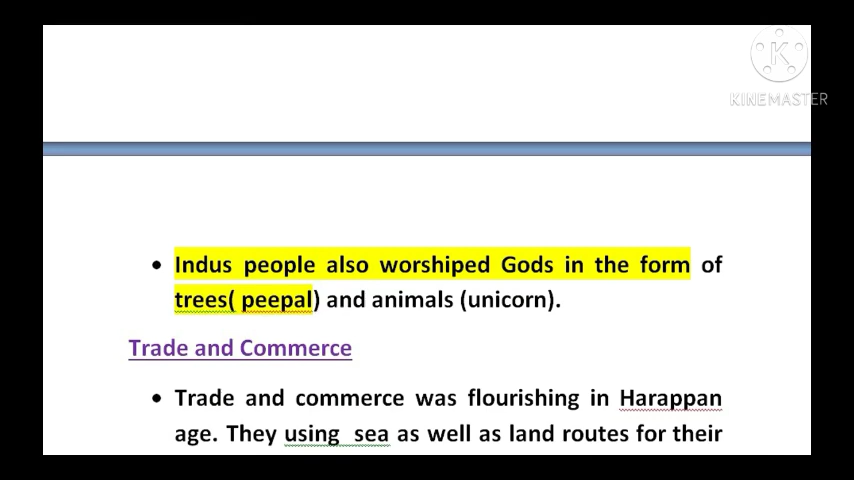 KINEMASTER
• Indus people also worshiped Gods in the form of
trees( peepal) and animals (unicorn).
Trade and Commerce
• Trade and commerce was flourishing in Harappan
age. They using sea as well as land routes for their